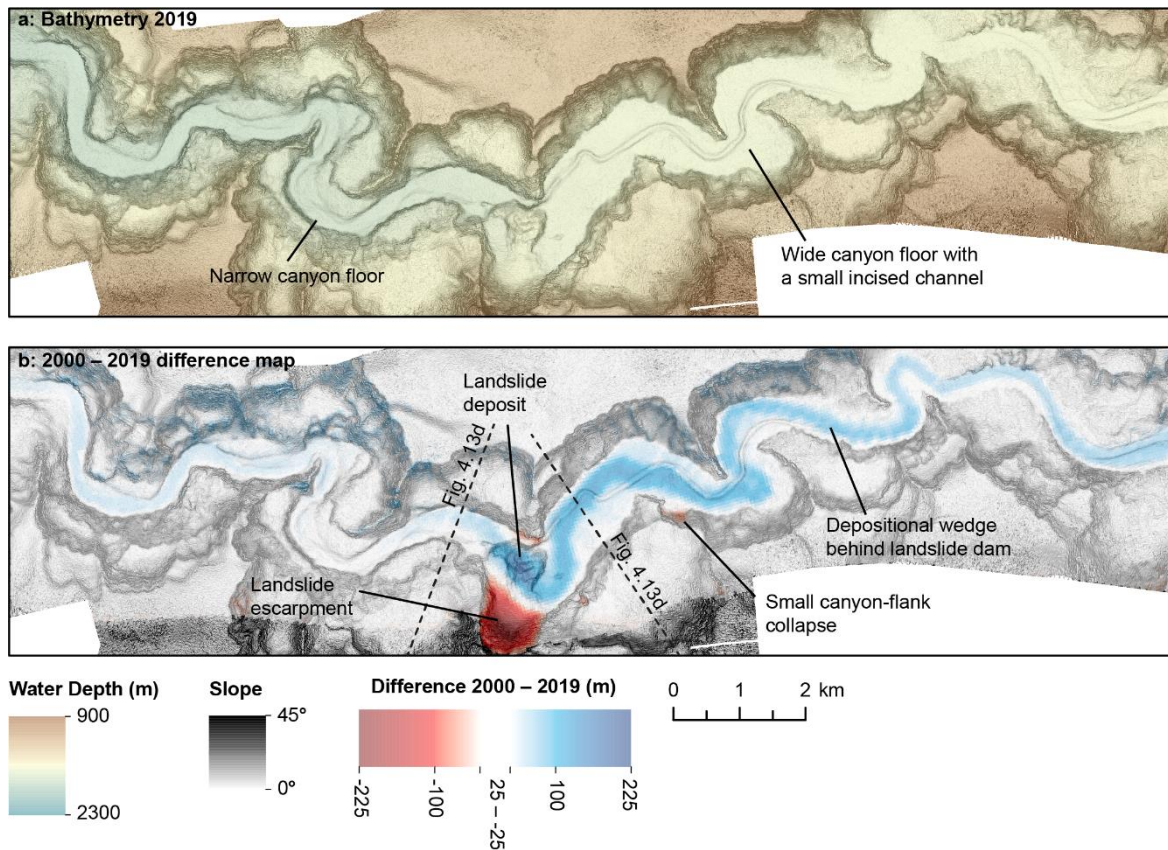 a: Bathymetry 2019
Narrow canyon floor
Wide canyon floor with
a small incised channel
b: 2000 – 2019 difference map
Landslide
deposit
Fig. 4.13d
Fig. 4.13d
Landslide
escarpment
Depositional wedge
behind landslide dam
Small canyon-flank
collapse
Water Depth (m)
900
2300
Slope
45°
0°
Difference 2000 – 2019 (m)
-225
-100
25 – -25
100
225
0 1 2 km